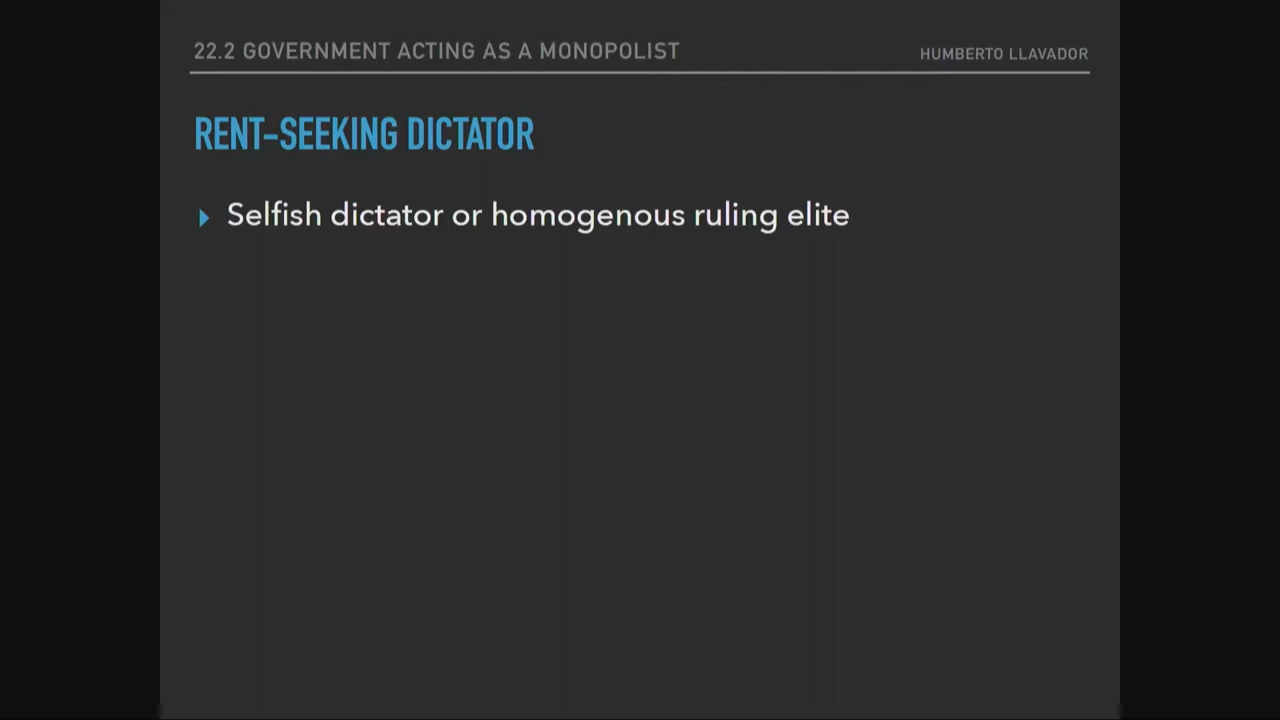 22.2 GOVERNMENT ACTING AS A MONOPOLIST
HUMBERTO LLAVADOR
RENT-SEEKING DICTATOR
Selfish dictator or homogenous ruling elite